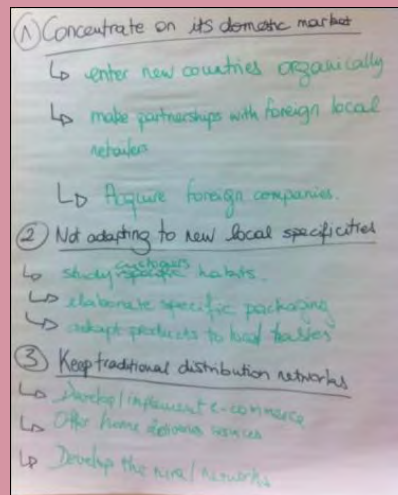 ① Concentrate on its domestic market
↳ enter new countries organically
↳ make partnerships with foreign local
retailers
↳ Acquire foreign companies.
② Not adapting to new local specificities
↳ study customers habits.
↳ elaborate specific packaging
↳ adapt products to local tastes
③ Keep traditional distribution networks
↳ Develop/implement e-commerce
↳ Offer home delivery services
↳ Develop the rural networks